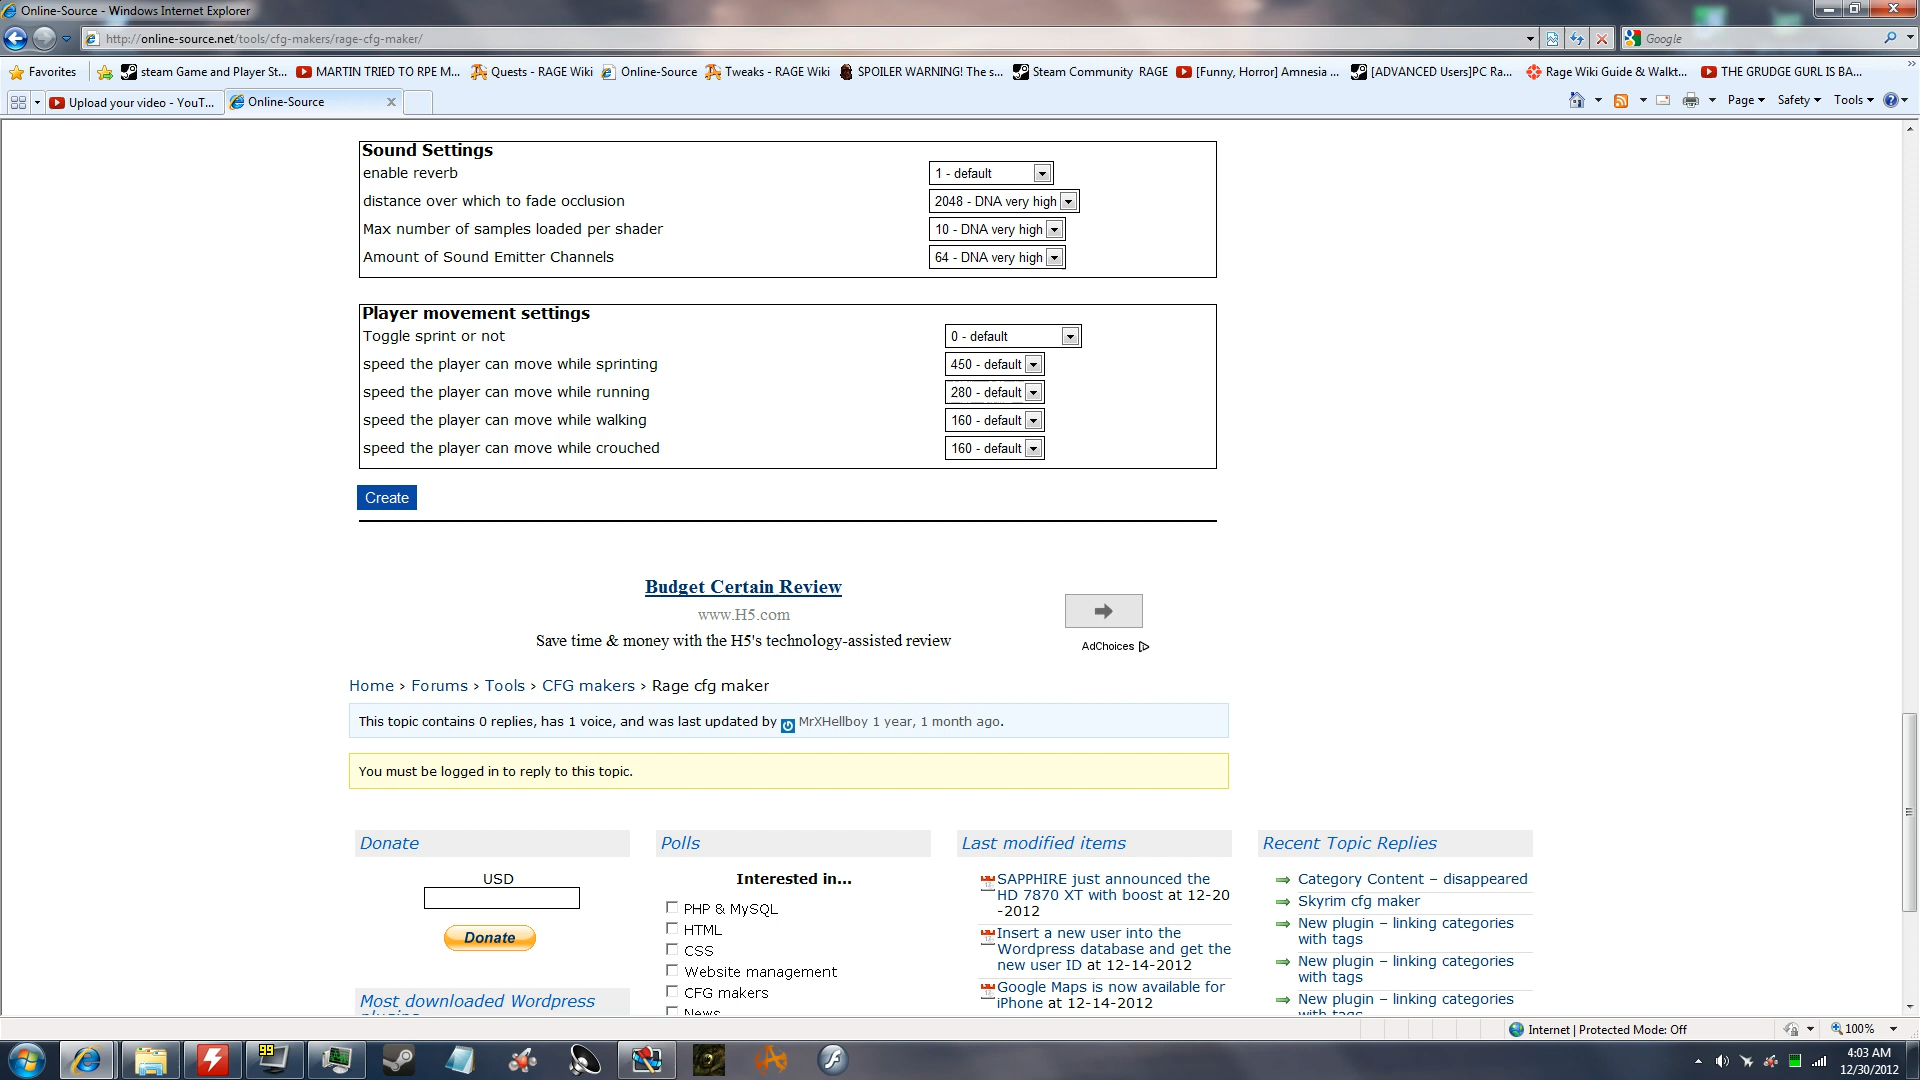 Online-Source - Windows Internet Explorer
http://online-source.net/tools/cfg-makers/rage-cfg-maker/
Google
Favorites
steam Game and Player St...
MARTIN TRIED TO RPE M...
Quests - RAGE Wiki
Online-Source
Tweaks - RAGE Wiki
SPOILER WARNING! The s...
Steam Community RAGE
[Funny, Horror] Amnesia ...
[ADVANCED Users]PC Ra...
Rage Wiki Guide & Walkt...
THE GRUDGE GURL IS BA...
Upload your video - YouT...
Online-Source
Page
Safety
Tools
Sound Settings
enable reverb
1 - default
distance over which to fade occlusion
2048 - DNA very high
Max number of samples loaded per shader
10 - DNA very high
Amount of Sound Emitter Channels
64 - DNA very high
Player movement settings
Toggle sprint or not
0 - default
speed the player can move while sprinting
450 - default
speed the player can move while running
280 - default
speed the player can move while walking
160 - default
speed the player can move while crouched
160 - default
Create
Budget Certain Review
www.H5.com
Save time & money with the H5's technology-assisted review
AdChoices
Home › Forums › Tools › CFG makers › Rage cfg maker
This topic contains 0 replies, has 1 voice, and was last updated by MrXHellboy 1 year, 1 month ago.
You must be logged in to reply to this topic.
Donate
USD
Donate
Most downloaded Wordpress
plugins
Polls
Interested in...
PHP & MySQL
HTML
CSS
Website management
CFG makers
News
Last modified items
SAPPHIRE just announced the
HD 7870 XT with boost at 12-20
-2012
Insert a new user into the
Wordpress database and get the
new user ID at 12-14-2012
Google Maps is now available for
iPhone at 12-14-2012
Recent Topic Replies
Category Content – disappeared
Skyrim cfg maker
New plugin – linking categories
with tags
New plugin – linking categories
with tags
New plugin – linking categories
with tags
Internet | Protected Mode: Off
100%
99
4:03 AM
12/30/2012